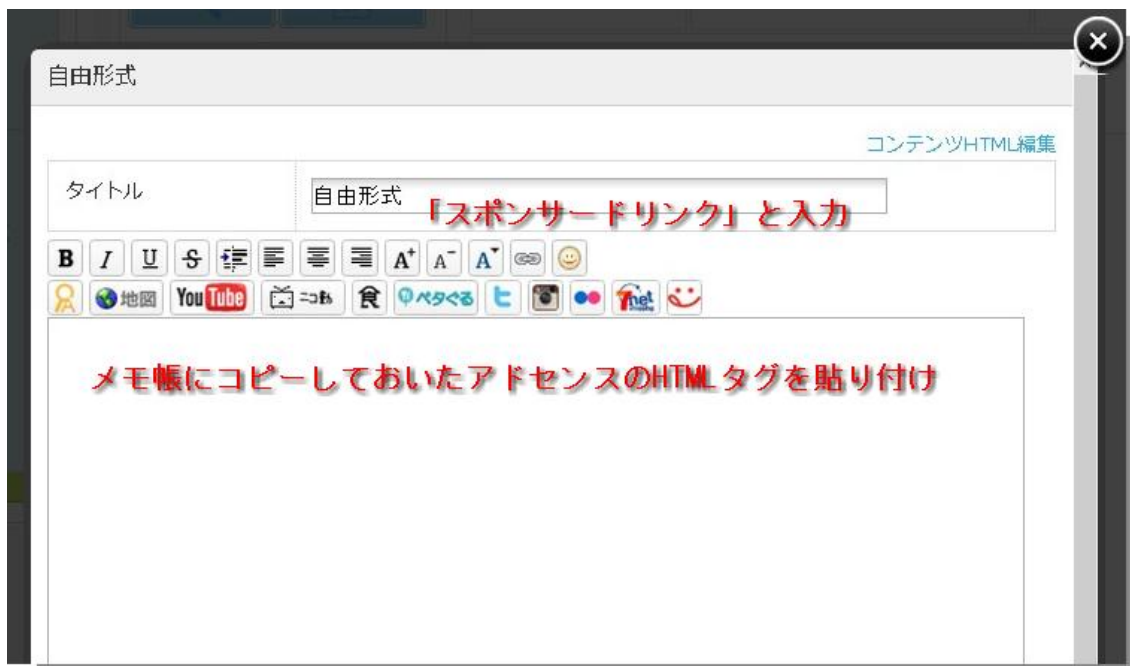 自由形式
コンテンツHTML編集
タイトル
自由形式
「スポンサードリンク」と入力
B I U S A+ A- A
地図 YouTube ニコ動 食 ペタぐる 7net
メモ帳にコピーしておいたアドセンスのHTMLタグを貼り付け